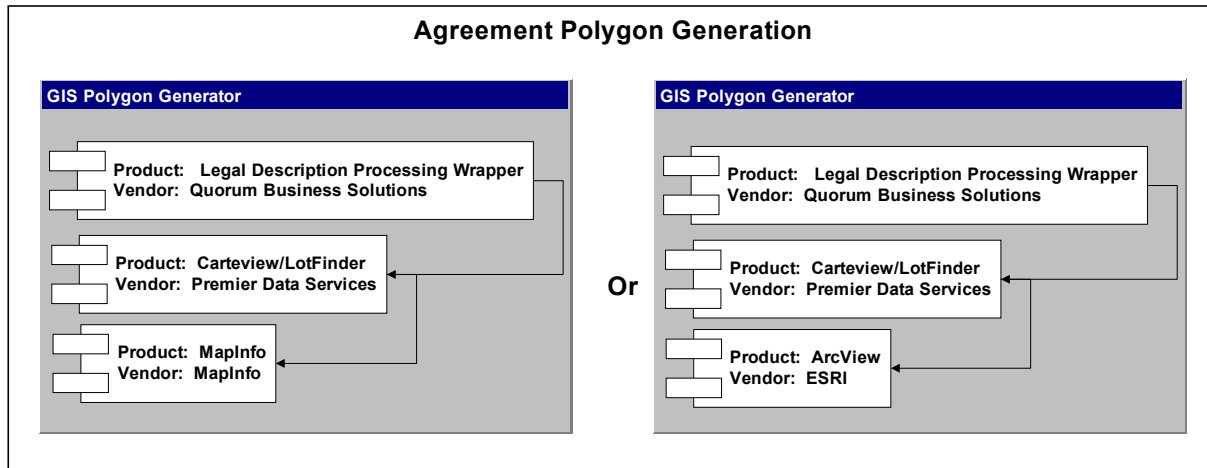 Agreement Polygon Generation
GIS Polygon Generator
Product: Legal Description Processing Wrapper
Vendor: Quorum Business Solutions
Product: Carteview/LotFinder
Vendor: Premier Data Services
Product: MapInfo
Vendor: MapInfo
Or
GIS Polygon Generator
Product: Legal Description Processing Wrapper
Vendor: Quorum Business Solutions
Product: Carteview/LotFinder
Vendor: Premier Data Services
Product: ArcView
Vendor: ESRI